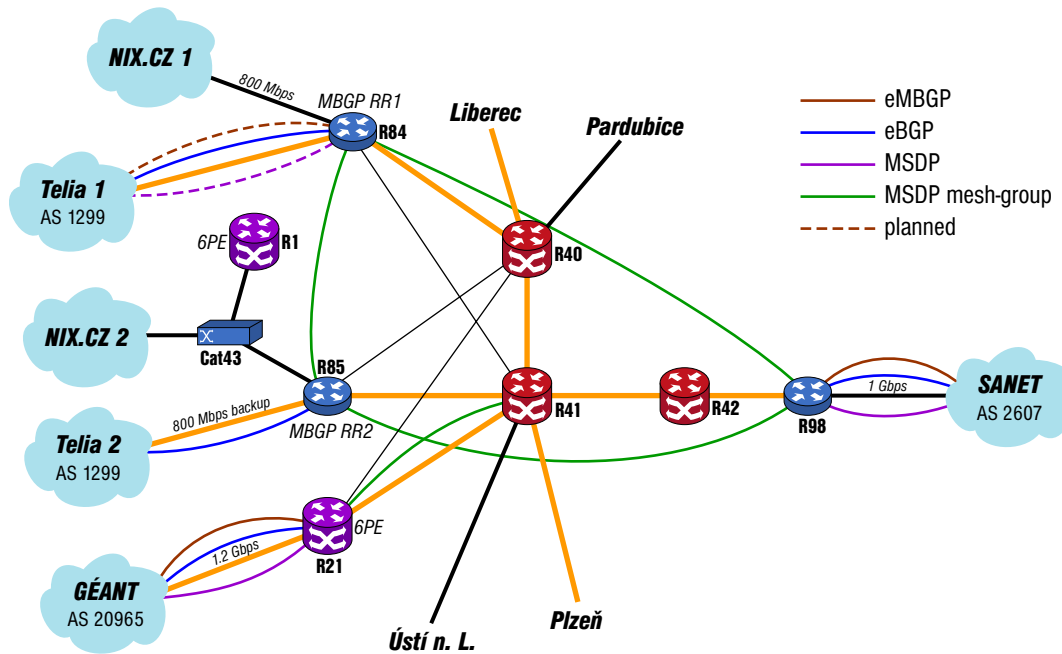 NIX.CZ 1
800 Mbps
MBGP RR1
R84
Liberec
Pardubice
eMBGP
eBGP
MSDP
MSDP mesh-group
planned
Telia 1
AS 1299
6PE
R1
R40
NIX.CZ 2
Cat43
R85
MBGP RR2
R41
R42
R98
1 Gbps
SANET
AS 2607
800 Mbps backup
Telia 2
AS 1299
6PE
R21
1.2 Gbps
GÉANT
AS 20965
Ústí n. L.
Plzeň